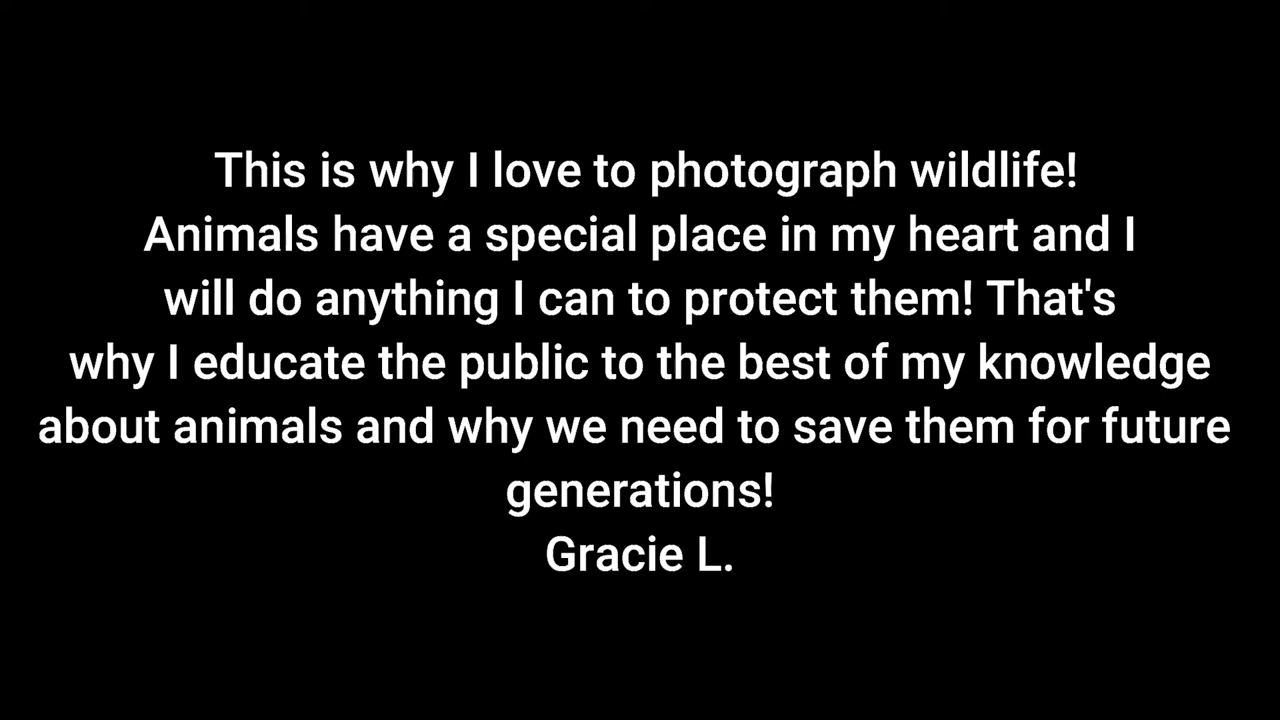 This is why I love to photograph wildlife!
Animals have a special place in my heart and I
will do anything I can to protect them! That's
why I educate the public to the best of my knowledge
about animals and why we need to save them for future
generations!
Gracie L.